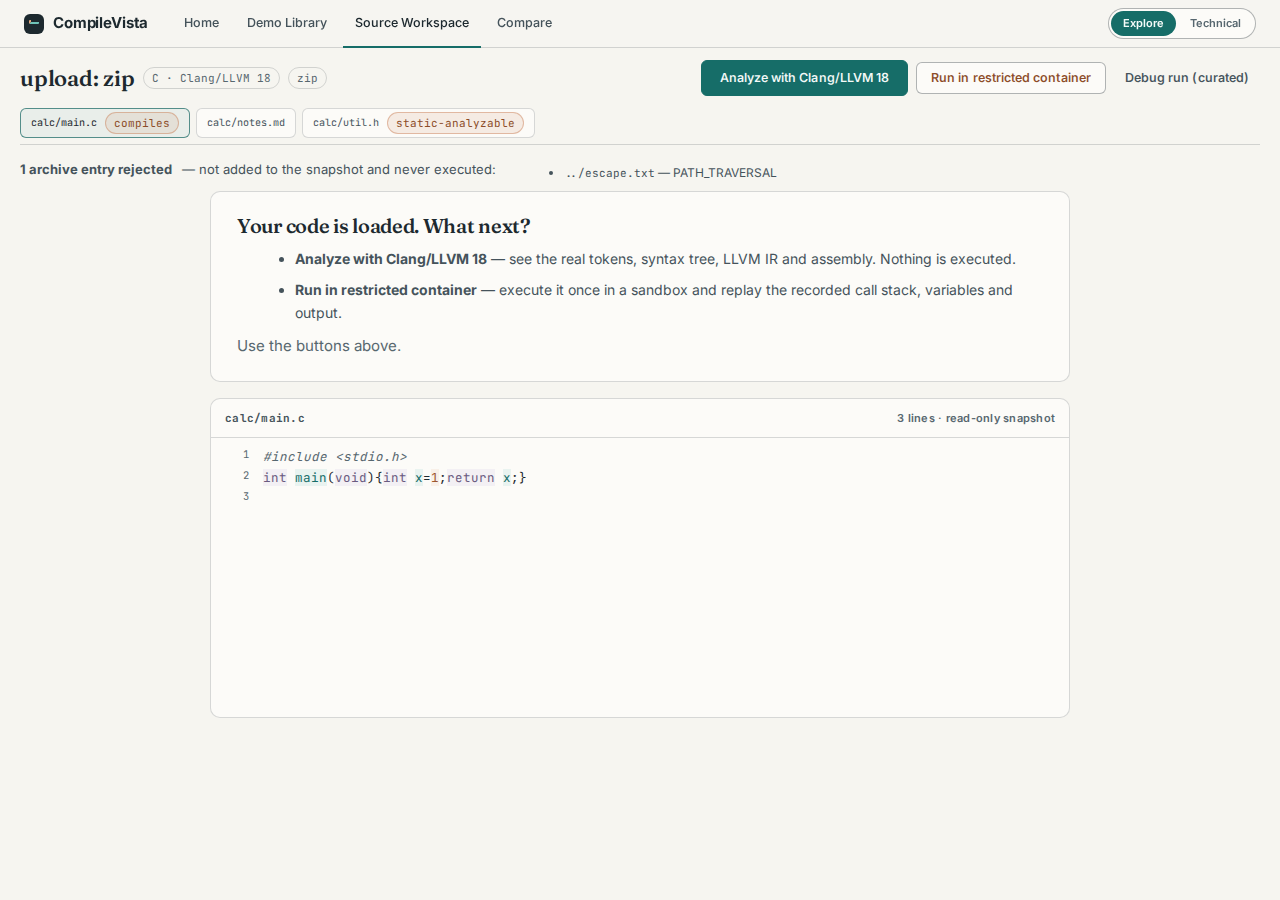 CompileVista Home Demo Library Source Workspace Compare Explore Technical
upload: zip C · Clang/LLVM 18 zip Analyze with Clang/LLVM 18 Run in restricted container Debug run (curated)
calc/main.c compiles calc/notes.md calc/util.h static-analyzable
1 archive entry rejected — not added to the snapshot and never executed: • ../escape.txt — PATH_TRAVERSAL
Your code is loaded. What next?
• Analyze with Clang/LLVM 18 — see the real tokens, syntax tree, LLVM IR and assembly. Nothing is executed.
• Run in restricted container — execute it once in a sandbox and replay the recorded call stack, variables and
output.
Use the buttons above.
calc/main.c 3 lines · read-only snapshot
1 #include <stdio.h>
2 int main(void){int x=1;return x;}
3